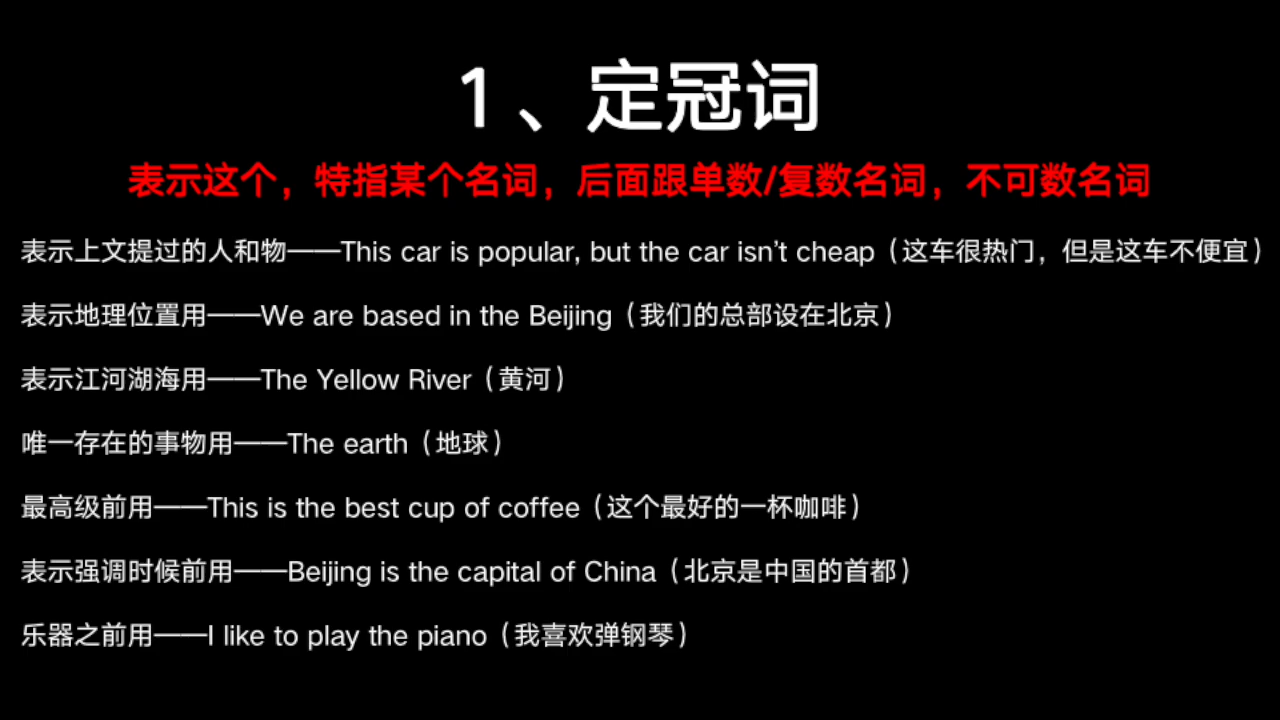 1、定冠词
表示这个，特指某个名词，后面跟单数/复数名词，不可数名词
表示上文提过的人和物——This car is popular, but the car isn't cheap（这车很热门，但是这车不便宜）
表示地理位置用——We are based in the Beijing（我们的总部设在北京）
表示江河湖海用——The Yellow River（黄河）
唯一存在的事物用——The earth（地球）
最高级前用——This is the best cup of coffee（这个最好的一杯咖啡）
表示强调时候前用——Beijing is the capital of China（北京是中国的首都）
乐器之前用——I like to play the piano（我喜欢弹钢琴）